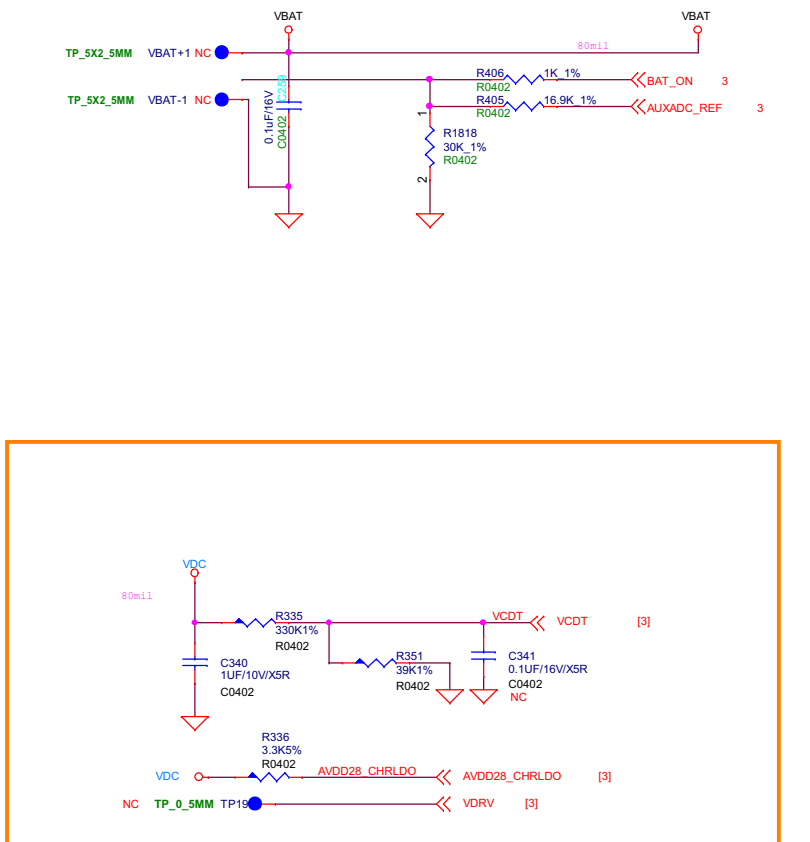 VBAT
VBAT
TP_5X2_5MM VBAT+1 NC
80mil
R406 1K_1%
R0402
BAT_ON 3
TP_5X2_5MM VBAT-1 NC
C259
0.1uF/16V
C0402
R405 16.9K_1%
R0402
AUXADC_REF 3
1
R1818
30K_1%
R0402
2
VDC
80mil
R335
330K1%
R0402
VCDT
VCDT [3]
C340
1UF/10V/X5R
C0402
R351
39K1%
R0402
C341
0.1UF/16V/X5R
C0402
NC
R336
3.3K5%
R0402
VDC
AVDD28_CHRLDO
AVDD28_CHRLDO [3]
NC TP_0_5MM TP19
VDRV [3]